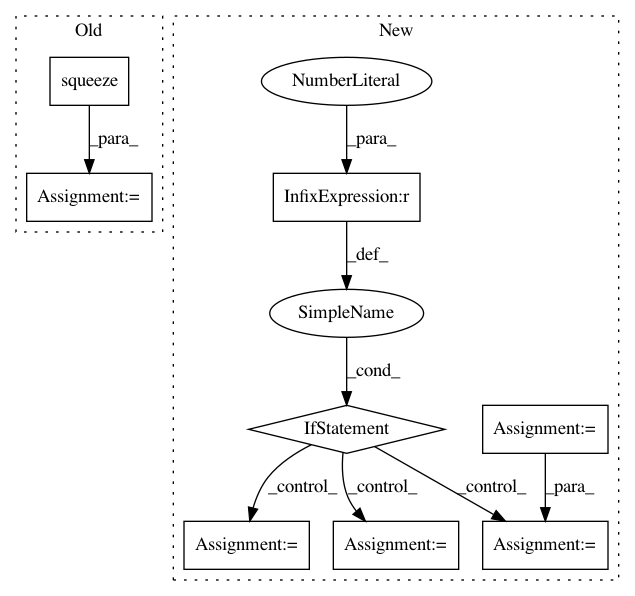 Old
New
squeeze
NumberLiteral
_para_
_para_
Assignment:=
InfixExpression:r
_def_
SimpleName
_cond_
IfStatement
Assignment:=
_control_
_control_
_control_
_para_
Assignment:=
Assignment:=
Assignment:=